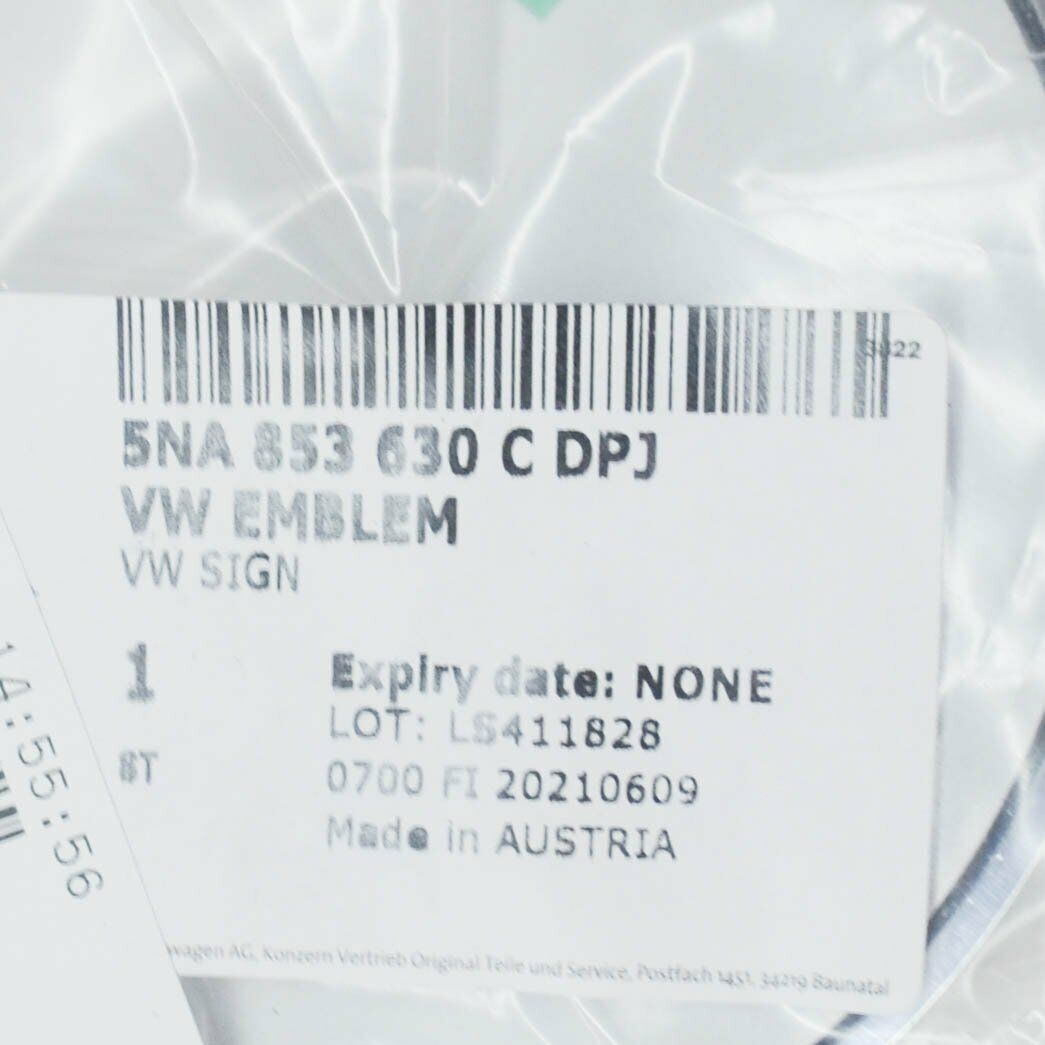 5NA 853 630 C DPJ
VW EMBLEM
VW SIGN
1
Expiry date: NONE
LOT: LS411828
ST
0700 FI 20210609
Made in AUSTRIA
wagen AG, Konzern Vertrieb Original Teile und Service, Postfach 1451, 34219 Baunatal
14:55:56